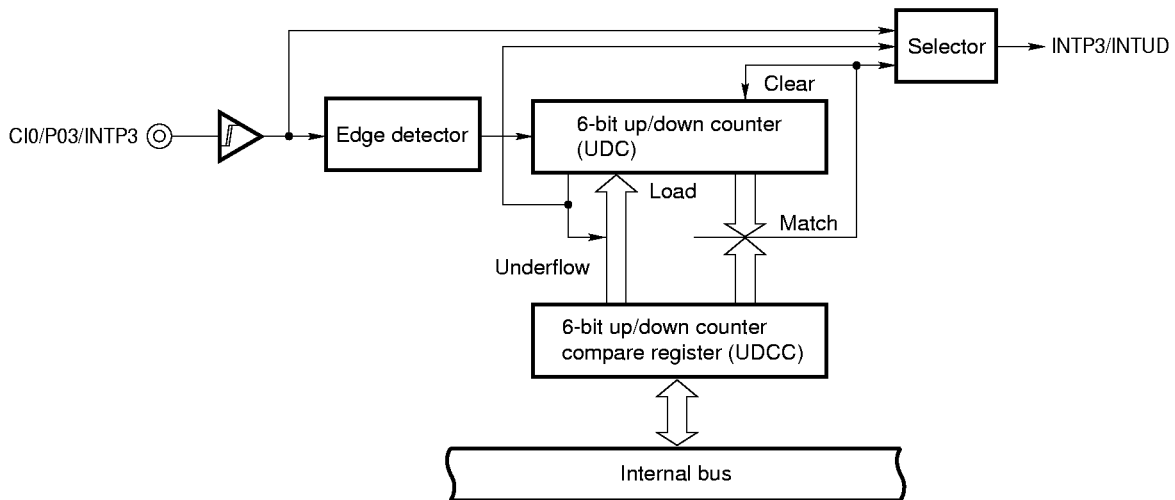 Selector
INTP3/INTUD
Clear
CI0/P03/INTP3
Edge detector
6-bit up/down counter
(UDC)
Load
Match
Underflow
6-bit up/down counter
compare register (UDCC)
Internal bus